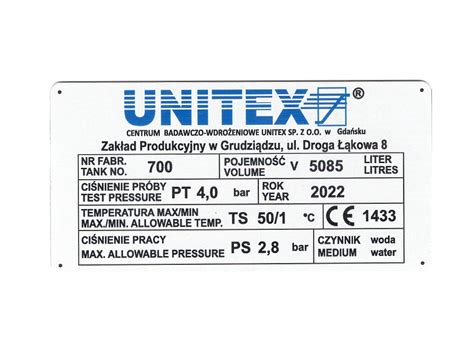 UNITEX ®
CENTRUM BADAWCZO-WDROŻENIOWE UNITEX SP. Z O.O. w Gdańsku
Zakład Produkcyjny w Grudziądzu, ul. Droga Łąkowa 8
NR FABR. 700 POJEMNOŚĆ V 5085 LITER
TANK NO. VOLUME LITRES
CIŚNIENIE PRÓBY PT 4,0 bar ROK 2022
TEST PRESSURE YEAR
TEMPERATURA MAX/MIN TS 50/1 °C CE 1433
MAX./MIN. ALLOWABLE TEMP.
CIŚNIENIE PRACY PS 2,8 bar CZYNNIK woda
MAX. ALLOWABLE PRESSURE MEDIUM water